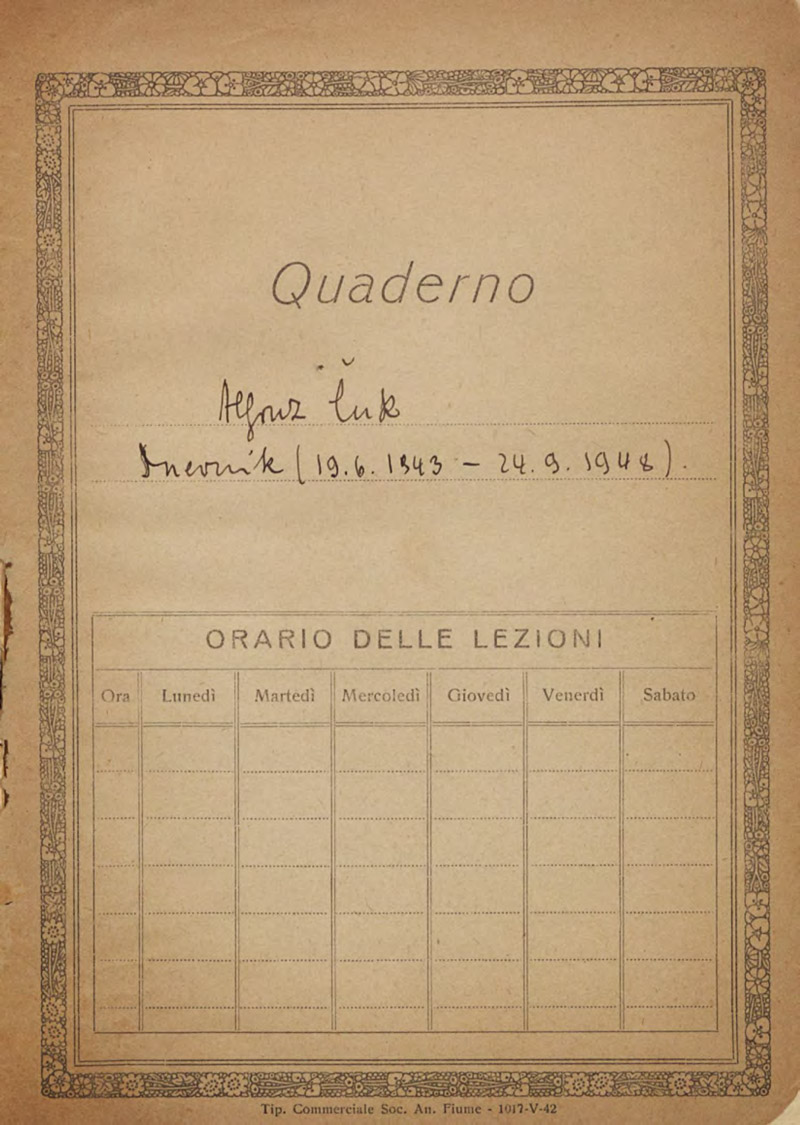 Quaderno
Alfonz Čuk
Dnevnik (19.6.1943 – 24.9.1948).
ORARIO DELLE LEZIONI
Ora Lunedì Martedì Mercoledì Giovedì Venerdì Sabato
Tip. Commerciale Soc. An. Fiume - 1017-V-42